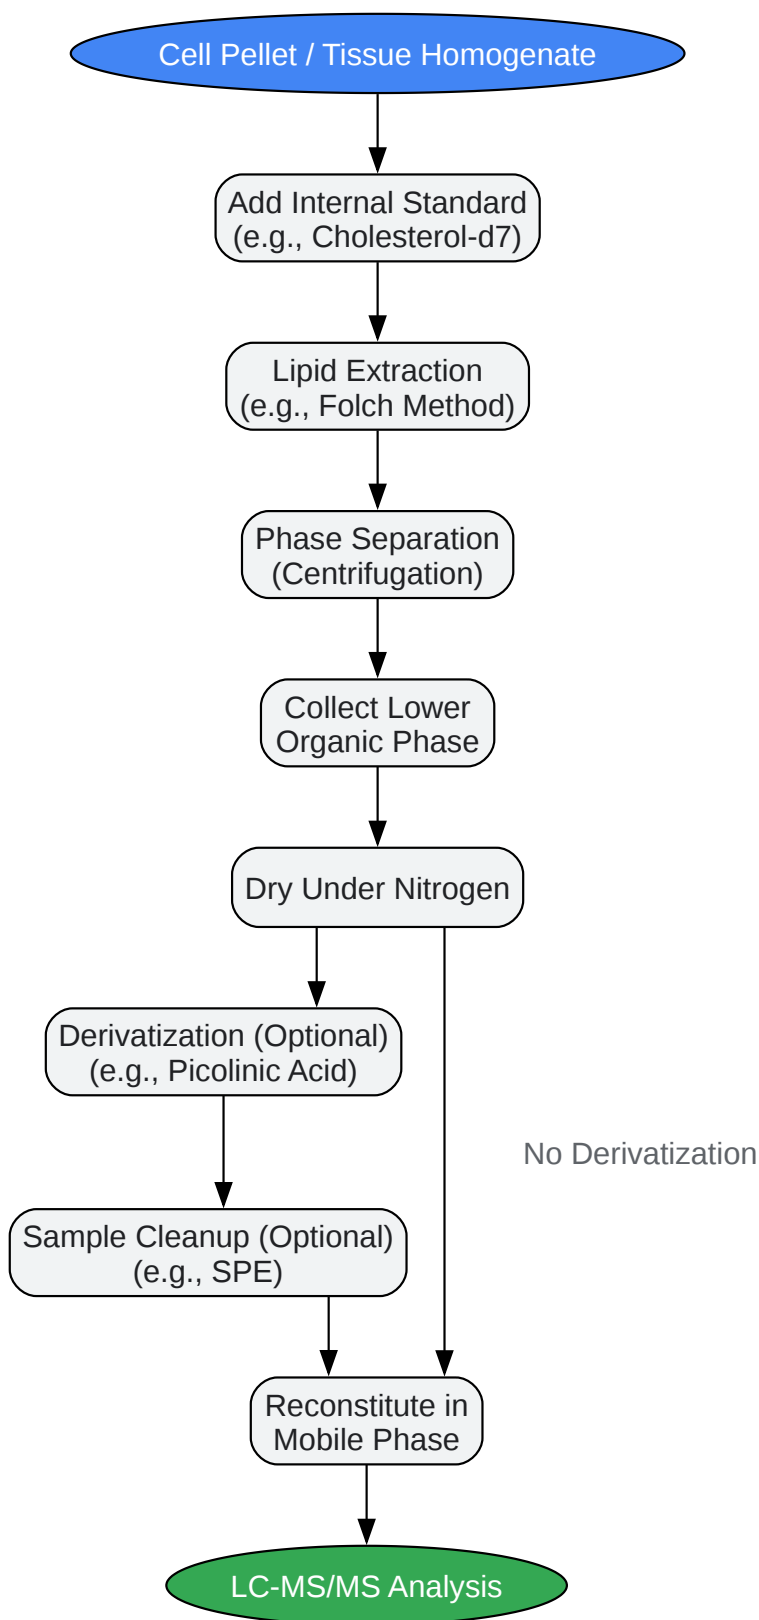 Cell Pellet / Tissue Homogenate
Add Internal Standard
(e.g., Cholesterol-d7)
Lipid Extraction
(e.g., Folch Method)
Phase Separation
(Centrifugation)
Collect Lower
Organic Phase
Dry Under Nitrogen
Derivatization (Optional)
(e.g., Picolinic Acid)
No Derivatization
Sample Cleanup (Optional)
(e.g., SPE)
Reconstitute in
Mobile Phase
LC-MS/MS Analysis